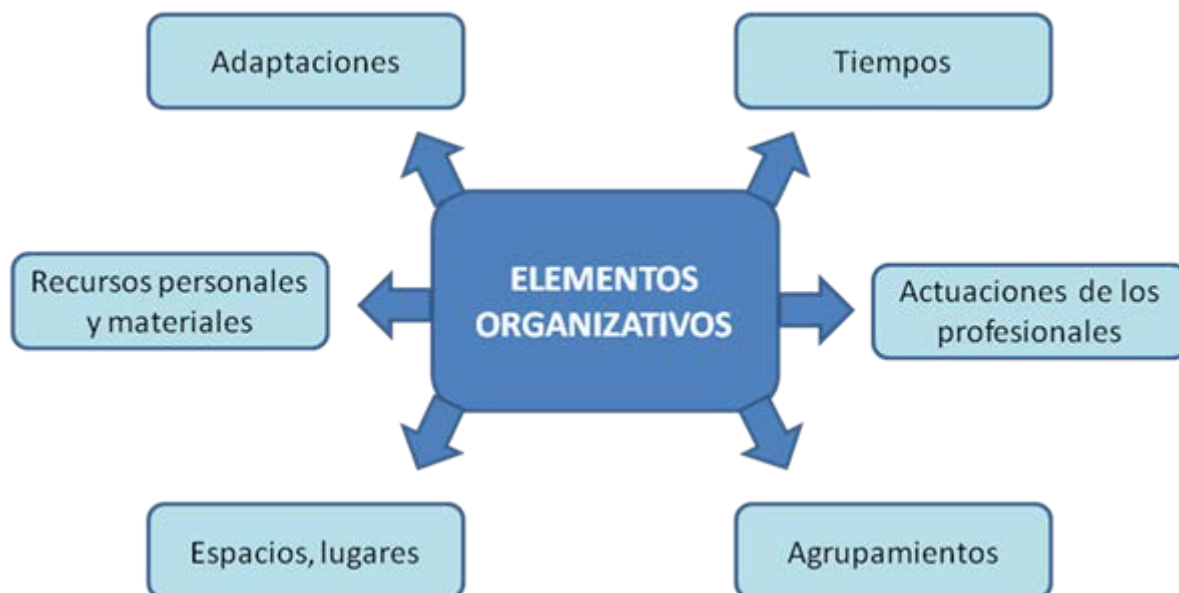 Adaptaciones
Tiempos
Recursos personales
y materiales
ELEMENTOS
ORGANIZATIVOS
Actuaciones de los
profesionales
Espacios, lugares
Agrupamientos